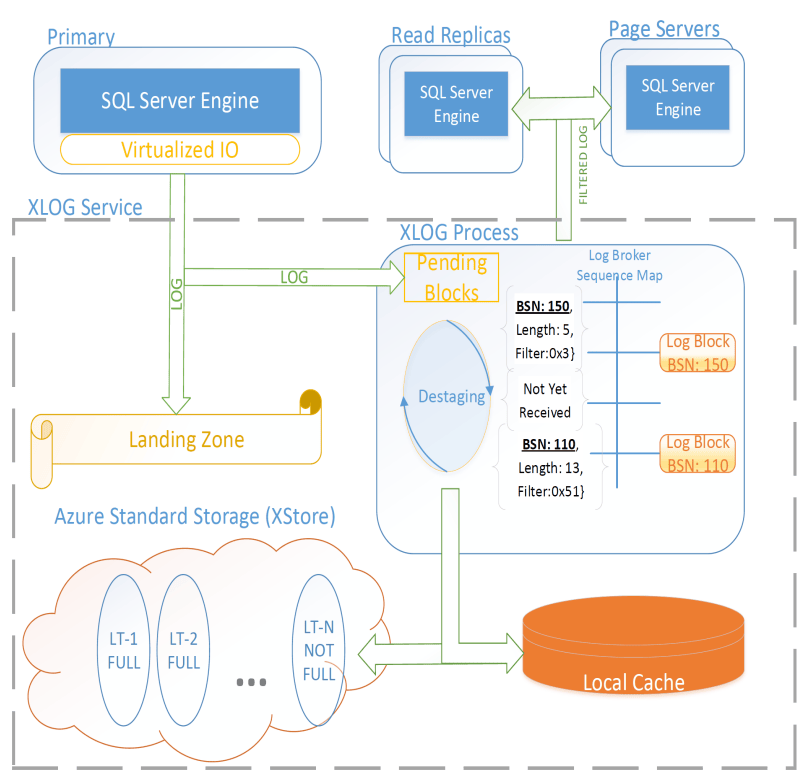 Primary
SQL Server Engine
Virtualized IO
Read Replicas
SQL Server
Engine
Page Servers
SQL Server
Engine
FILTERED LOG
XLOG Service
LOG
LOG
XLOG Process
Pending
Blocks
Log Broker
Sequence Map
BSN: 150,
Length: 5,
Filter:0x3}
Log Block
BSN: 150
Destaging
Not Yet
Received
BSN: 110,
Length: 13,
Filter:0x51}
Log Block
BSN: 110
Landing Zone
Azure Standard Storage (XStore)
LT-1
FULL
LT-2
FULL
...
LT-N
NOT
FULL
Local Cache